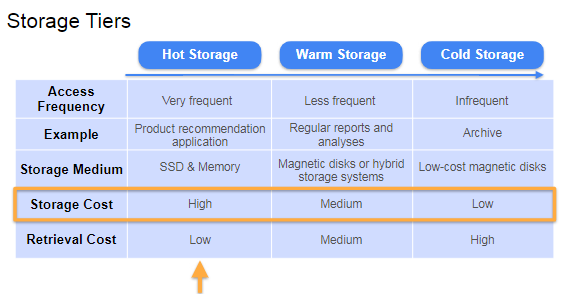 Storage Tiers
Hot Storage
Warm Storage
Cold Storage
Access
Frequency
Very frequent
Less frequent
Infrequent
Example
Product recommendation
application
Regular reports and
analyses
Archive
Storage Medium
SSD & Memory
Magnetic disks or hybrid
storage systems
Low-cost magnetic disks
Storage Cost
High
Medium
Low
Retrieval Cost
Low
Medium
High